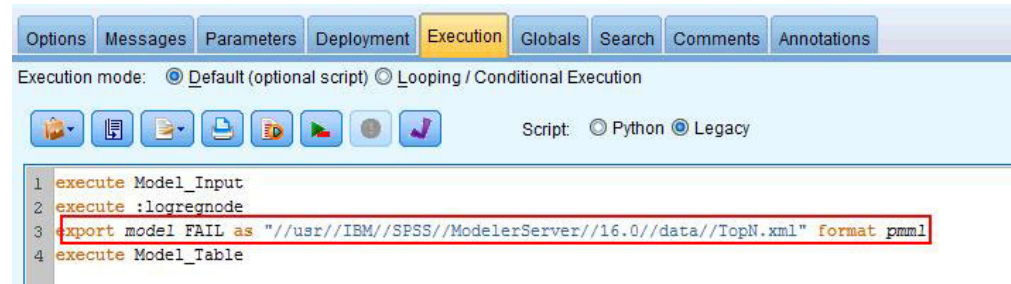 Options Messages Parameters Deployment Execution Globals Search Comments Annotations
Execution mode: Default (optional script) Looping / Conditional Execution
Script: Python Legacy
1 execute Model_Input
2 execute :logregnode
3 export model FAIL as "//usr//IBM//SPSS//ModelerServer//16.0//data//TopN.xml" format pmml
4 execute Model_Table